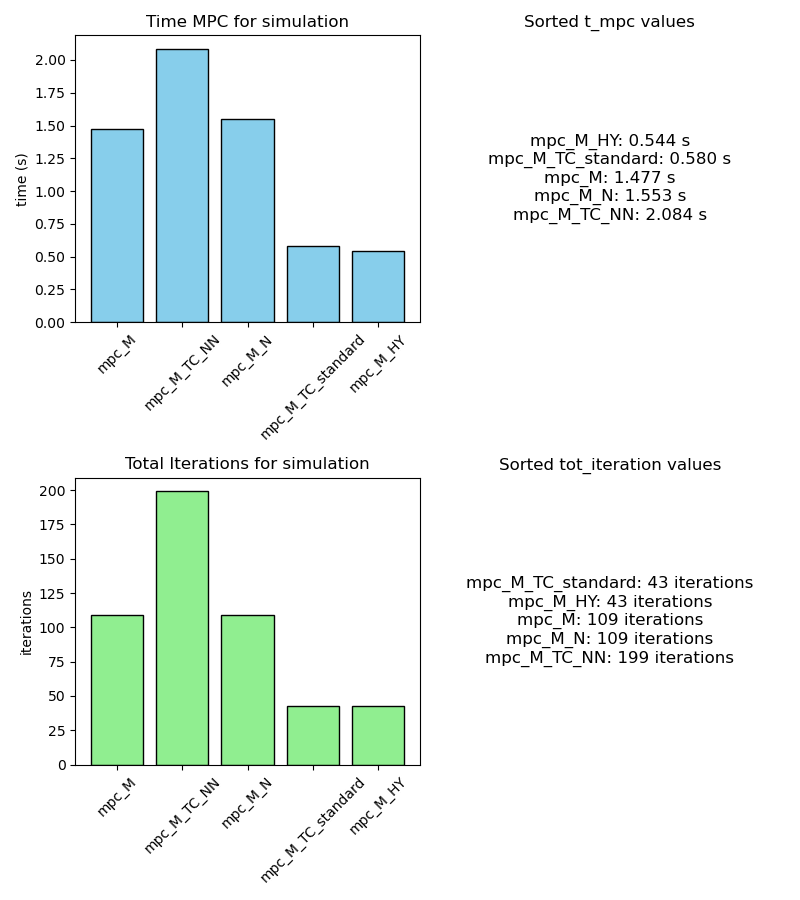 Time MPC for simulation
time (s)
2.00
1.75
1.50
1.25
1.00
0.75
0.50
0.25
0.00
mpc_M
mpc_M_TC_NN
mpc_M_N
mpc_M_TC_standard
mpc_M_HY
Sorted t_mpc values
mpc_M_HY: 0.544 s
mpc_M_TC_standard: 0.580 s
mpc_M: 1.477 s
mpc_M_N: 1.553 s
mpc_M_TC_NN: 2.084 s
Total Iterations for simulation
iterations
200
175
150
125
100
75
50
25
0
mpc_M
mpc_M_TC_NN
mpc_M_N
mpc_M_TC_standard
mpc_M_HY
Sorted tot_iteration values
mpc_M_TC_standard: 43 iterations
mpc_M_HY: 43 iterations
mpc_M: 109 iterations
mpc_M_N: 109 iterations
mpc_M_TC_NN: 199 iterations